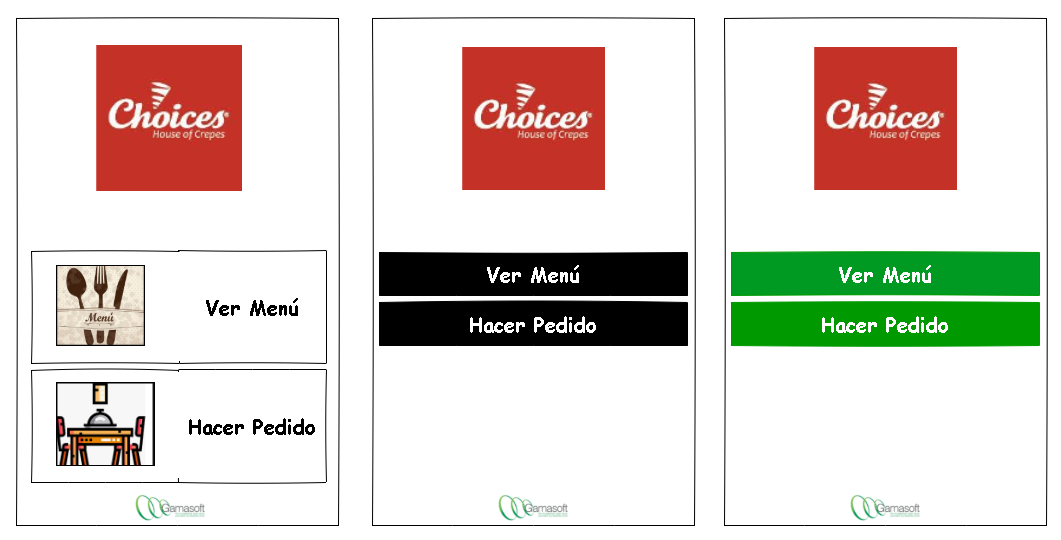 Choices
House of Crepes
Menú
Ver Menú
Hacer Pedido
Gamasoft
Choices
House of Crepes
Ver Menú
Hacer Pedido
Gamasoft
Choices
House of Crepes
Ver Menú
Hacer Pedido
Gamasoft